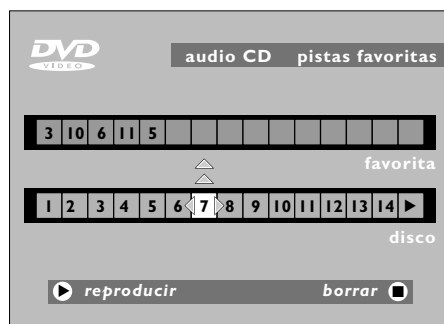 DVD
VIDEO
audio CD pistas favoritas
3 10 6 11 5
favorita
1 2 3 4 5 6 7 8 9 10 11 12 13 14
disco
reproducir borrar